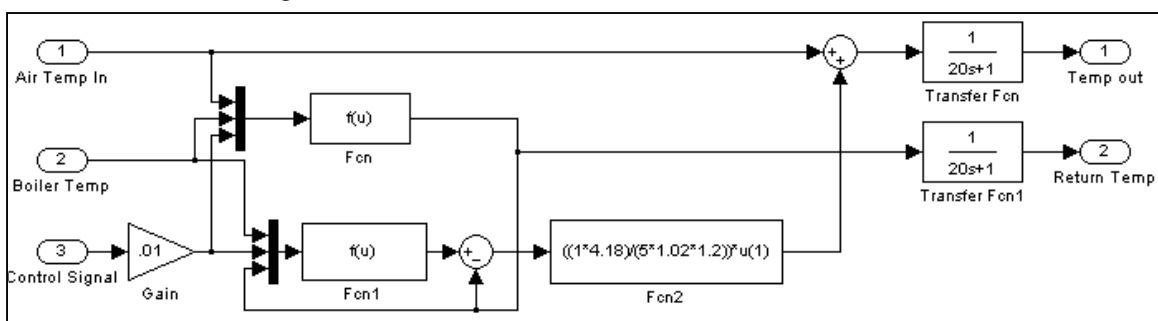 1
Air Temp In
f(u)
Fcn
+
+
1
20s+1
Transfer Fcn
1
Temp out
2
Boiler Temp
1
20s+1
Transfer Fcn1
2
Return Temp
3
Control Signal
.01
Gain
f(u)
Fcn1
+
−
((1*4.18)/(5*1.02*1.2))*u(1)
Fcn2